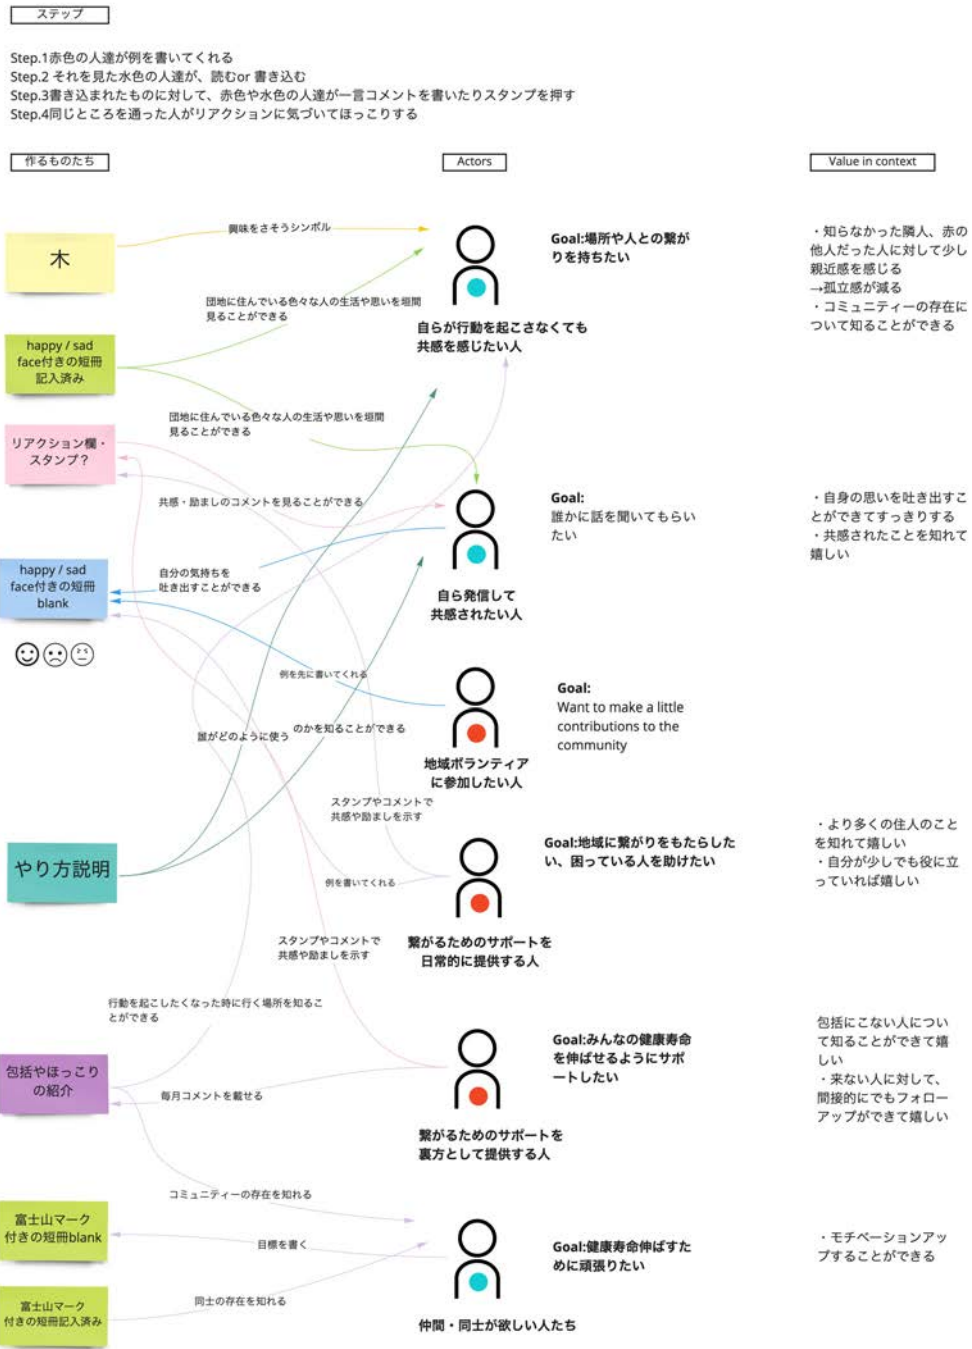 ステップ
Step.1赤色の人達が例を書いてくれる
Step.2 それを見た水色の人達が、読むor 書き込む
Step.3書き込まれたものに対して、赤色や水色の人達が一言コメントを書いたりスタンプを押す
Step.4同じところを通った人がリアクションに気づいてほっこりする
作るものたち
Actors
Value in context
木
興味をさそうシンボル
Goal:場所や人との繋が
りを持ちたい
自らが行動を起こさなくても
共感を感じたい人
・知らなかった隣人、赤の
他人だった人に対して少し
親近感を感じる
→孤立感が減る
・コミュニティーの存在に
ついて知ることができる
団地に住んでいる色々な人の生活や思いを垣間
見ることができる
happy / sad
face付きの短冊
記入済み
団地に住んでいる色々な人の生活や思いを垣間
見ることができる
リアクション欄・
スタンプ？
共感・励ましのコメントを見ることができる
Goal:
誰かに話を聞いてもらい
たい
自ら発信して
共感されたい人
・自身の思いを吐き出すこ
とができてすっきりする
・共感されたことを知れて
嬉しい
happy / sad
face付きの短冊
blank
自分の気持ちを
吐き出すことができる
例を先に書いてくれる
Goal:
Want to make a little
contributions to the
community
地域ボランティア
に参加したい人
誰がどのように使う
のかを知ることができる
スタンプやコメントで
共感や励ましを示す
やり方説明
例を書いてくれる
Goal:地域に繋がりをもたらした
い、困っている人を助けたい
繋がるためのサポートを
日常的に提供する人
・より多くの住人のこと
を知れて嬉しい
・自分が少しでも役に立
っていれば嬉しい
スタンプやコメントで
共感や励ましを示す
行動を起こしたくなった時に行く場所を知るこ
とができる
包括やほっこり
の紹介
毎月コメントを載せる
Goal:みんなの健康寿命
を伸ばせるようにサポ
ートしたい
繋がるためのサポートを
裏方として提供する人
包括にこない人につい
て知ることができて嬉
しい
・来ない人に対して、
間接的にでもフォロー
アップができて嬉しい
コミュニティーの存在を知れる
富士山マーク
付きの短冊blank
目標を書く
Goal:健康寿命伸ばすた
めに頑張りたい
仲間・同士が欲しい人たち
・モチベーションアッ
プすることができる
同士の存在を知れる
富士山マーク
付きの短冊記入済み